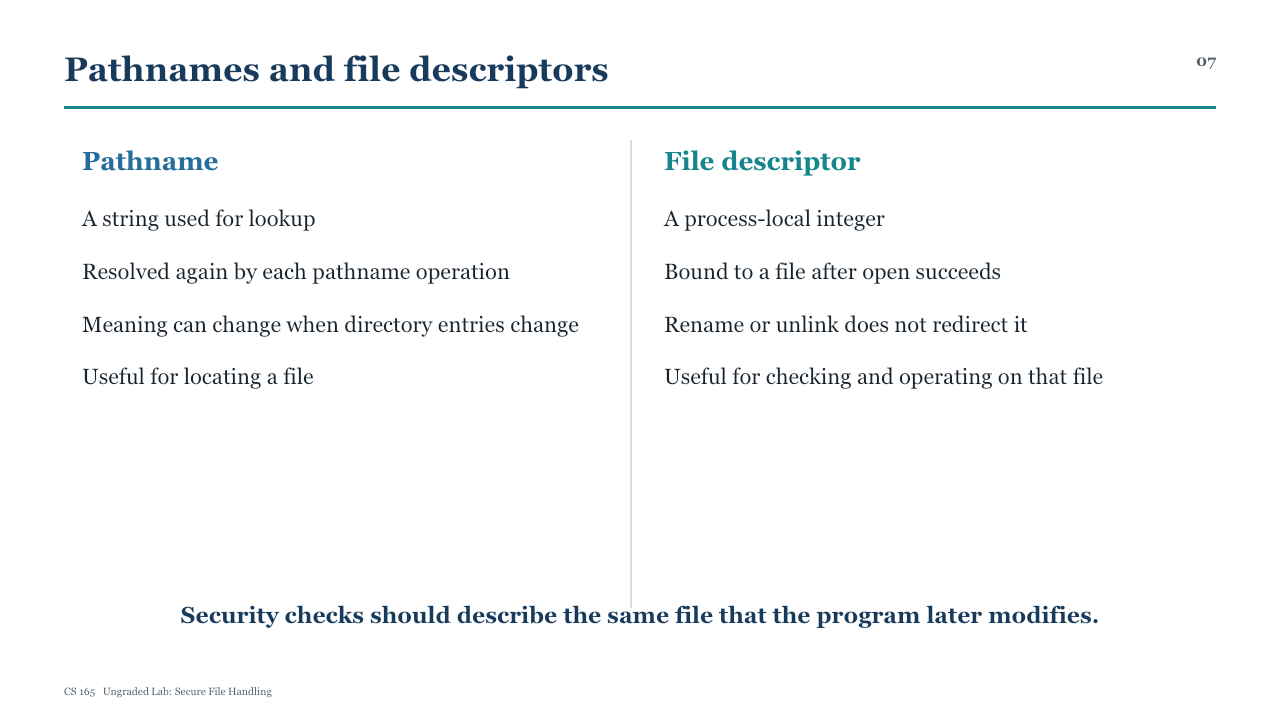 Pathnames and file descriptors
07
Pathname
A string used for lookup
Resolved again by each pathname operation
Meaning can change when directory entries change
Useful for locating a file
File descriptor
A process-local integer
Bound to a file after open succeeds
Rename or unlink does not redirect it
Useful for checking and operating on that file
Security checks should describe the same file that the program later modifies.
CS 165 Ungraded Lab: Secure File Handling